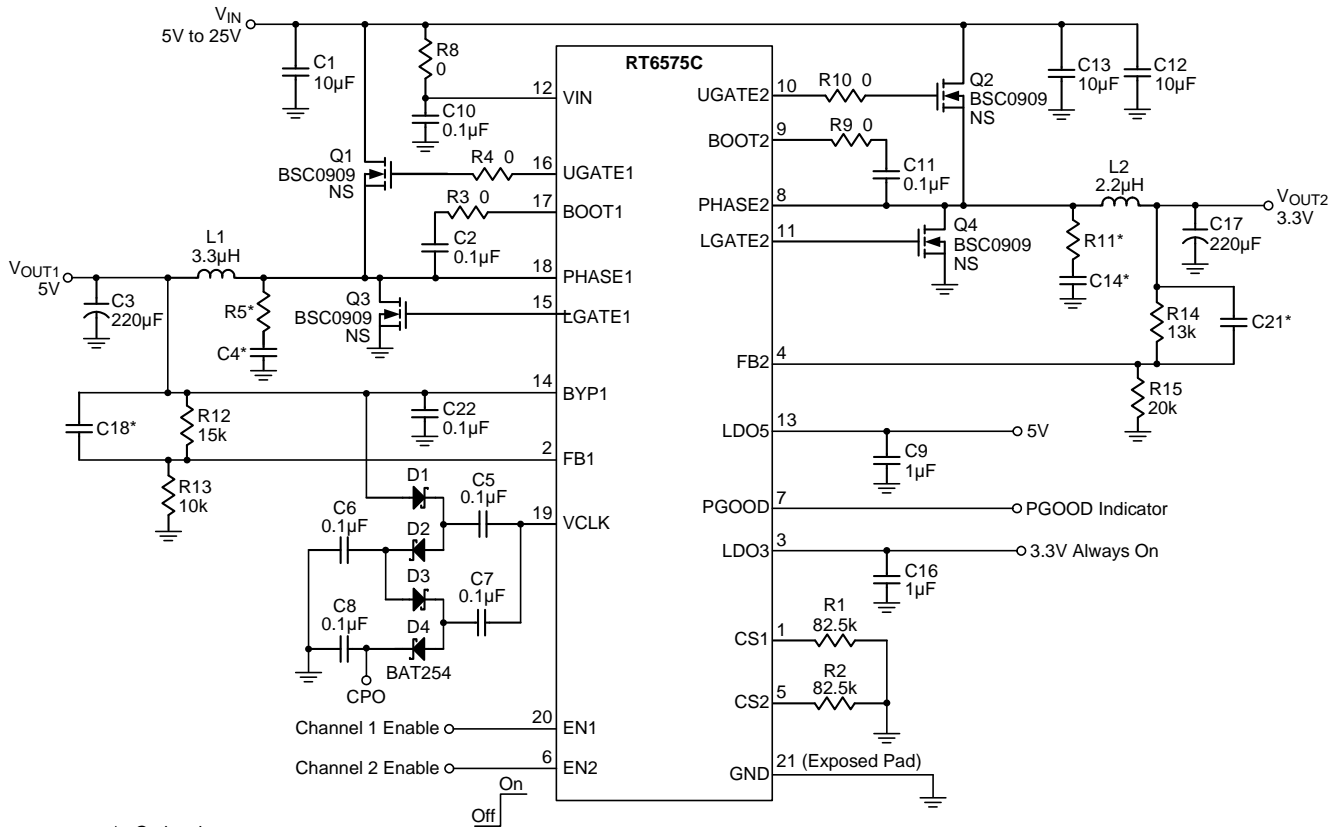 VIN
5V to 25V
C1
10µF
R8
0
RT6575C
C10
0.1µF
12
VIN
UGATE2
10
R10 0
Q2
BSC0909
NS
C13
10µF
C12
10µF
BOOT2
9
R9 0
C11
0.1µF
Q1
BSC0909
NS
R4 0
16
UGATE1
R3 0
17
BOOT1
C2
0.1µF
PHASE2
8
L2
2.2µH
VOUT2
3.3V
C17
220µF
LGATE2
11
Q4
BSC0909
NS
R11*
C14*
VOUT1
5V
L1
3.3µH
18
PHASE1
C3
220µF
R5*
C4*
Q3
BSC0909
NS
15
LGATE1
R14
13k
C21*
FB2
4
R15
20k
14
BYP1
C18*
R12
15k
C22
0.1µF
2
FB1
R13
10k
LDO5
13
5V
C9
1µF
D1
C5
0.1µF
19
VCLK
C6
0.1µF
D2
D3
C7
0.1µF
C8
0.1µF
D4
BAT254
CPO
PGOOD
7
PGOOD Indicator
LDO3
3
3.3V Always On
C16
1µF
CS1
1
R1
82.5k
CS2
5
R2
82.5k
Channel 1 Enable
20
EN1
Channel 2 Enable
6
EN2
On
Off
GND
21 (Exposed Pad)